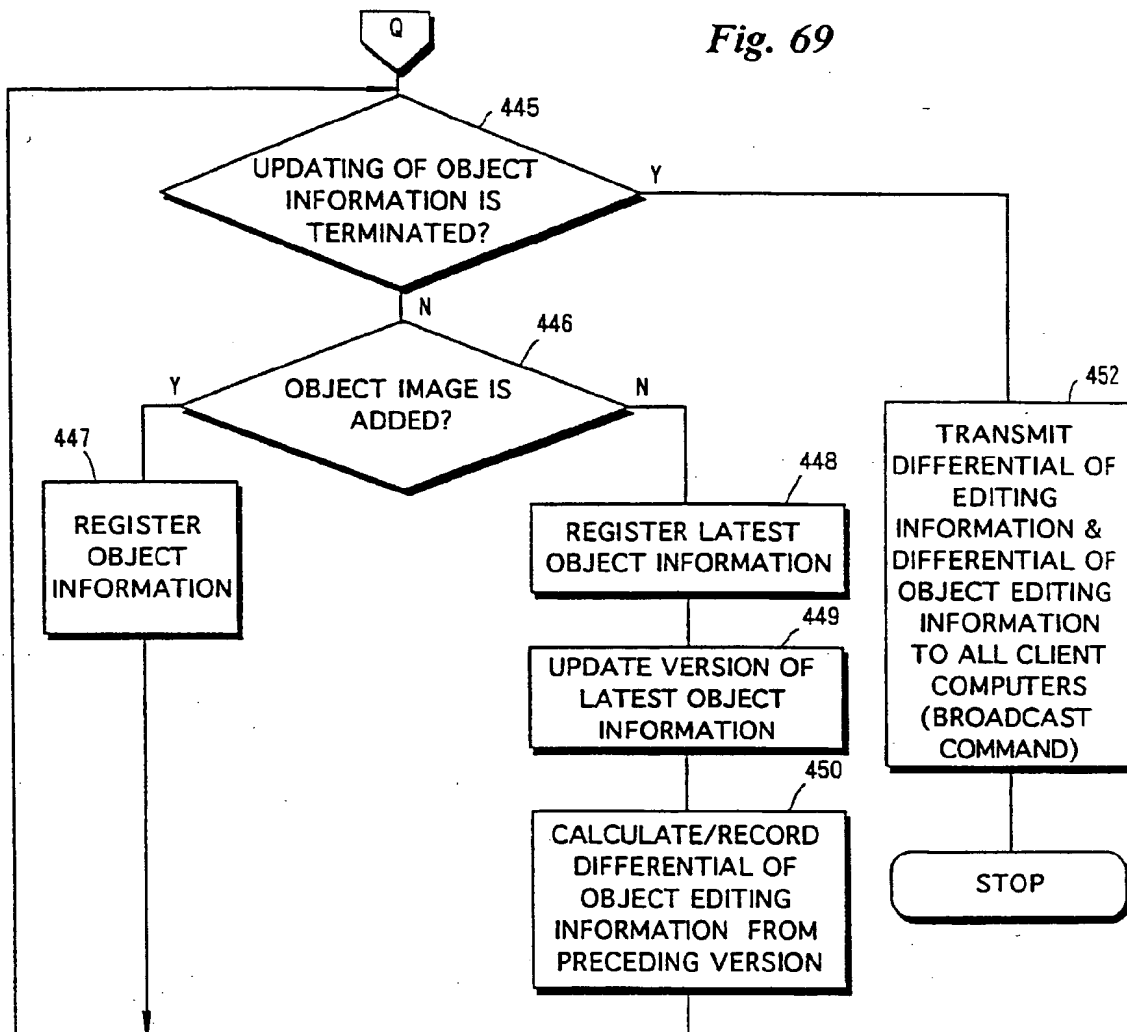 Q
Fig. 69
445
UPDATING OF OBJECT
INFORMATION IS
TERMINATED?
Y
N
446
OBJECT IMAGE IS
ADDED?
Y
N
447
REGISTER
OBJECT
INFORMATION
448
REGISTER LATEST
OBJECT INFORMATION
449
UPDATE VERSION OF
LATEST OBJECT
INFORMATION
450
CALCULATE/RECORD
DIFFERENTIAL OF
OBJECT EDITING
INFORMATION FROM
PRECEDING VERSION
452
TRANSMIT
DIFFERENTIAL OF
EDITING
INFORMATION &
DIFFERENTIAL OF
OBJECT EDITING
INFORMATION
TO ALL CLIENT
COMPUTERS
(BROADCAST
COMMAND)
STOP